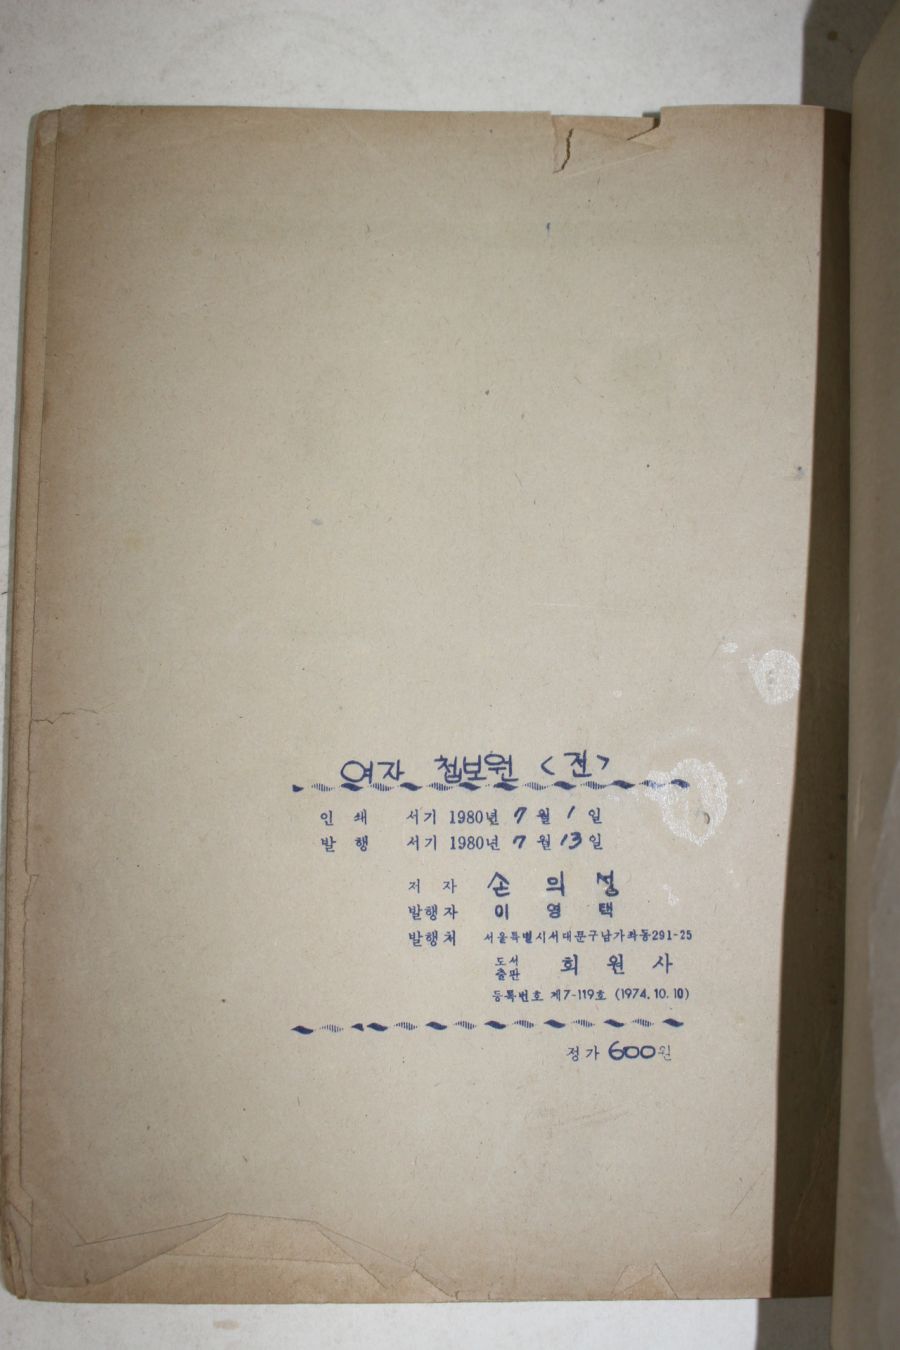 여자 첩보원 <전>
인 쇄 서기 1980년 7 월 1 일
발 행 서기 1980년 7 월 13 일
저 자 손 의 성
발행자 이 영 택
발행처 서울특별시서대문구남가좌동291-25
도서
출판 회 원 사
등록번호 제7-119호 (1974. 10. 10)
정가 600원